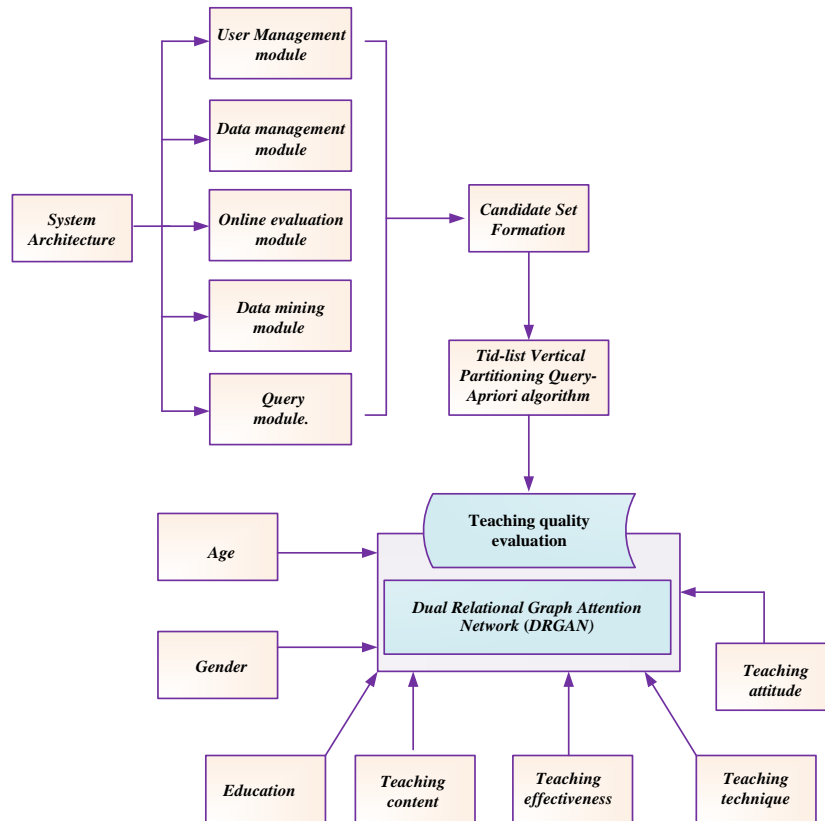 User Management
module
Data management
module
System
Architecture
Online evaluation
module
Candidate Set
Formation
Data mining
module
Tid-list Vertical
Partitioning Query-
Apriori algorithm
Query
module.
Teaching quality
evaluation
Age
Dual Relational Graph Attention
Network (DRGAN)
Gender
Teaching
attitude
Education
Teaching
content
Teaching
effectiveness
Teaching
technique